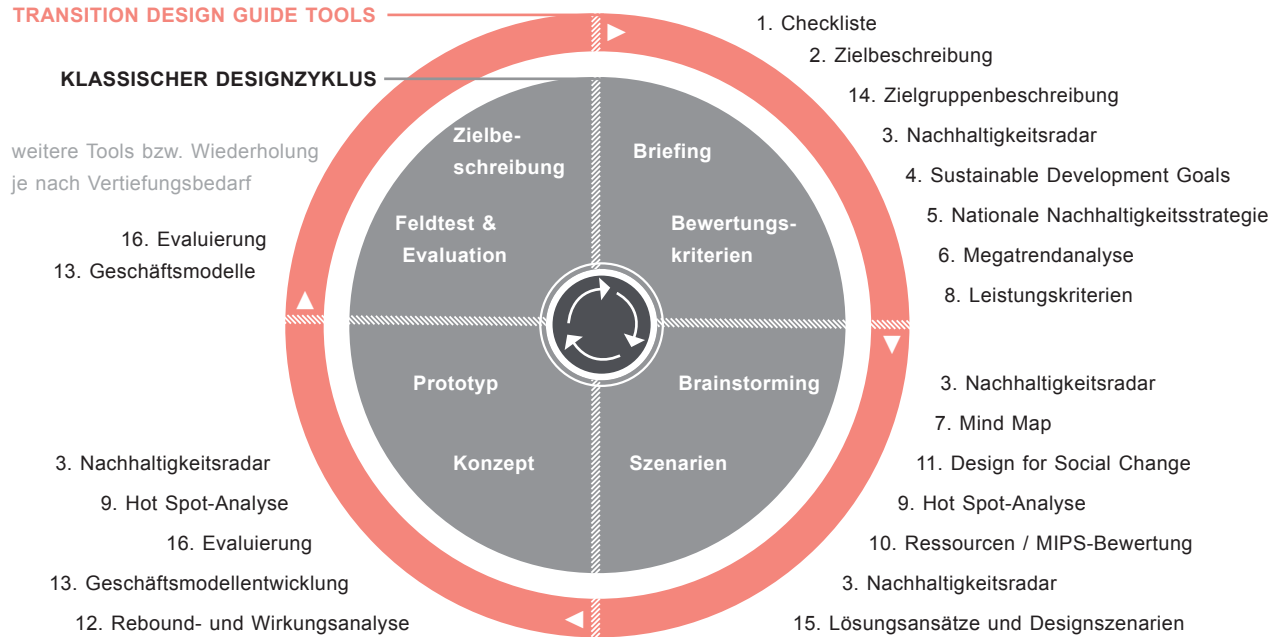 TRANSITION DESIGN GUIDE TOOLS
KLASSISCHER DESIGNZYKLUS
weitere Tools bzw. Wiederholung
je nach Vertiefungsbedarf
16. Evaluierung
13. Geschäftsmodelle
3. Nachhaltigkeitsradar
9. Hot Spot-Analyse
16. Evaluierung
13. Geschäftsmodellentwicklung
12. Rebound- und Wirkungsanalyse
Zielbe-
schreibung
Feldtest &
Evaluation
Briefing
Bewertungs-
kriterien
Prototyp
Konzept
Brainstorming
Szenarien
1. Checkliste
2. Zielbeschreibung
14. Zielgruppenbeschreibung
3. Nachhaltigkeitsradar
4. Sustainable Development Goals
5. Nationale Nachhaltigkeitsstrategie
6. Megatrendanalyse
8. Leistungskriterien
3. Nachhaltigkeitsradar
7. Mind Map
11. Design for Social Change
9. Hot Spot-Analyse
10. Ressourcen / MIPS-Bewertung
3. Nachhaltigkeitsradar
15. Lösungsansätze und Designszenarien